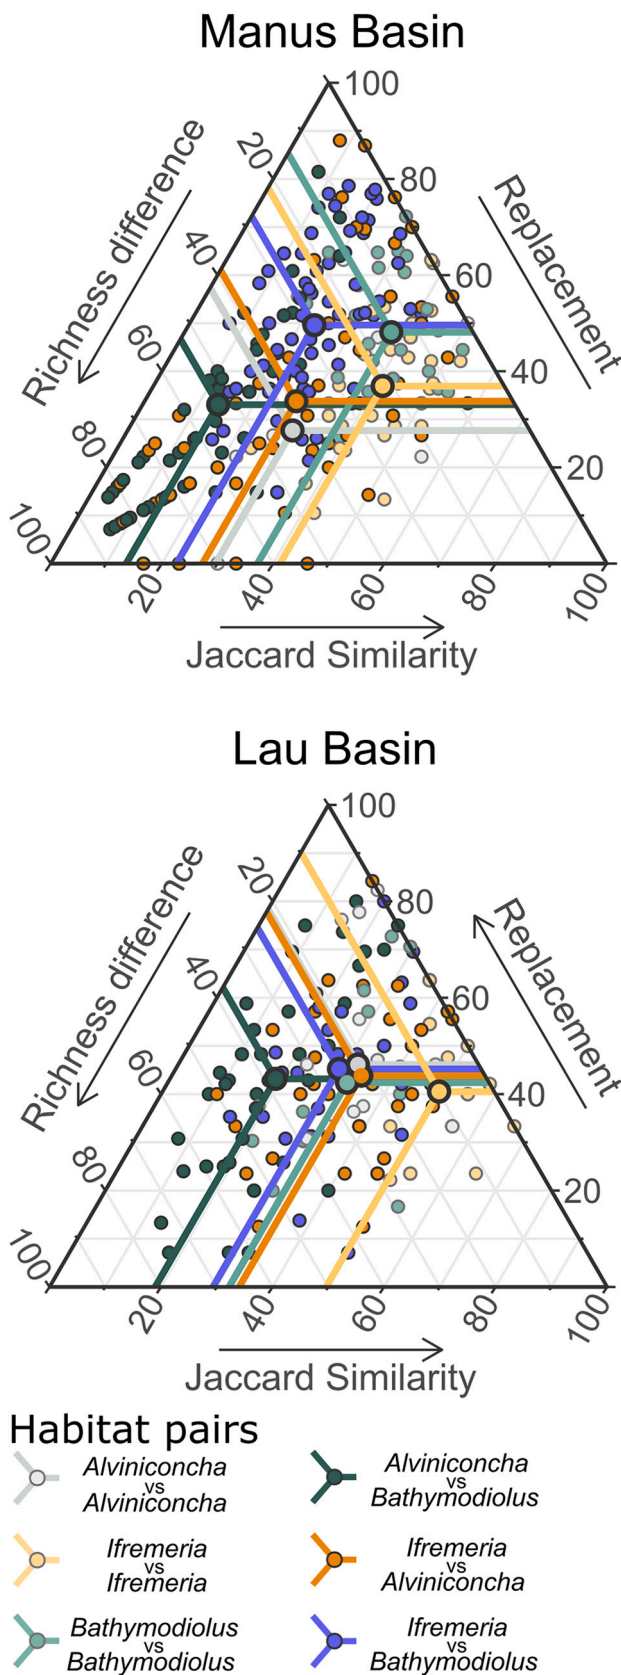 Manus Basin
100
20
80
Richness difference
Replacement
40
60
60
40
80
20
100
20
40
60
80
100
Jaccard Similarity
Lau Basin
100
20
80
Richness difference
Replacement
40
60
60
40
80
20
100
20
40
60
80
100
Jaccard Similarity
Habitat pairs
Alviniconcha
vs
Alviniconcha
Alviniconcha
vs
Bathymodiolus
Ifremeria
vs
Ifremeria
Ifremeria
vs
Alviniconcha
Bathymodiolus
vs
Bathymodiolus
Ifremeria
vs
Bathymodiolus